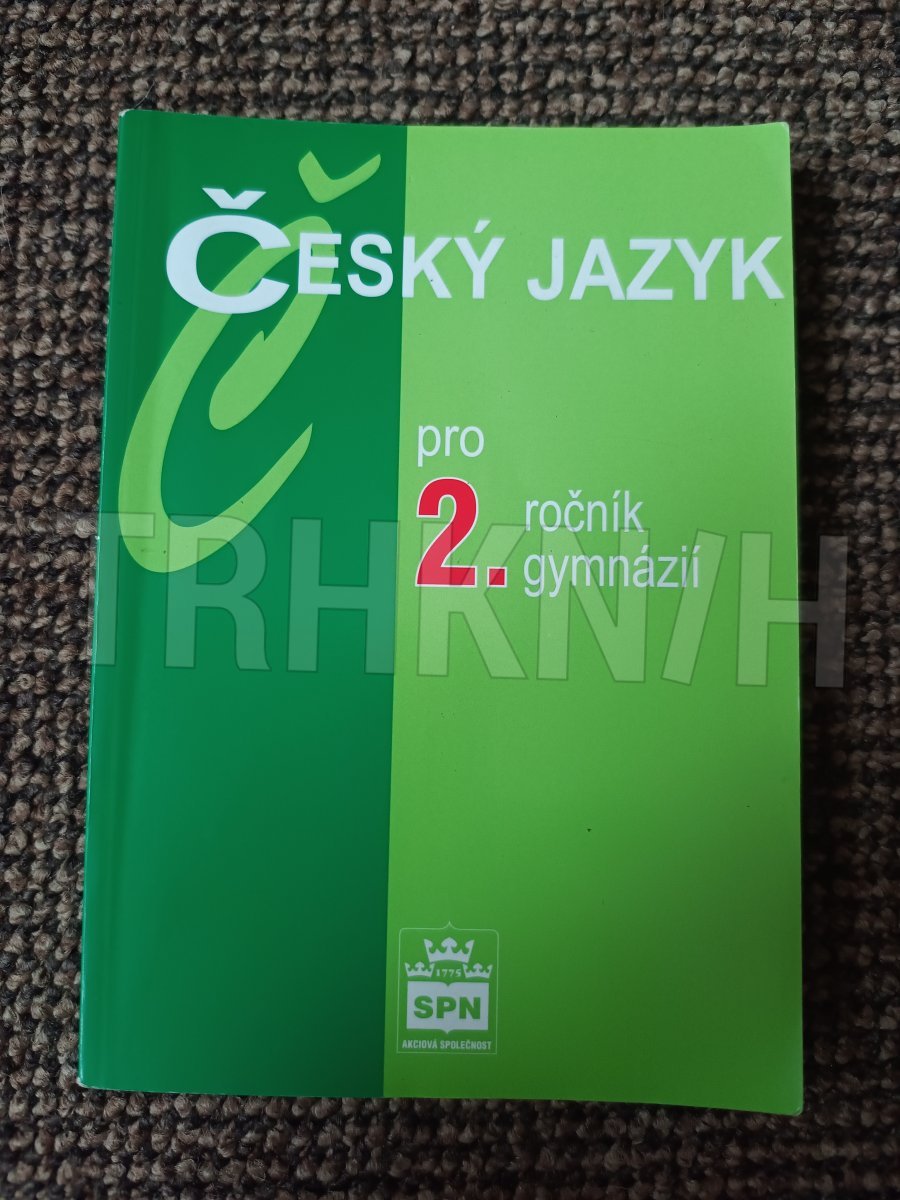 ČESKÝ JAZYK
pro
2. ročník
gymnázií
TRHKNIH
1775
SPN
AKCIOVÁ SPOLEČNOST